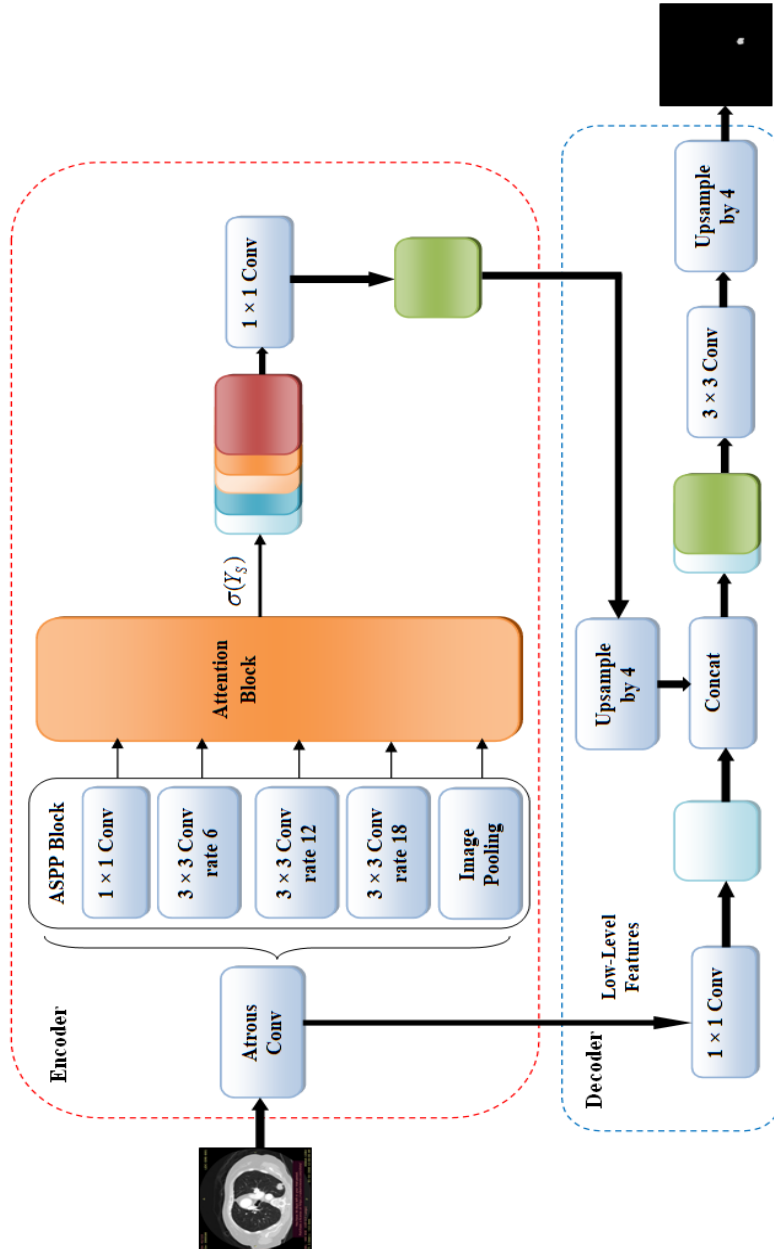 Encoder
Atrous
Conv
ASPP Block
1 × 1 Conv
3 × 3 Conv
rate 6
3 × 3 Conv
rate 12
3 × 3 Conv
rate 18
Image
Pooling
Attention
Block
σ(Y_S)
1 × 1 Conv
Decoder
Low-Level
Features
1 × 1 Conv
Upsample
by 4
Concat
3 × 3 Conv
Upsample
by 4